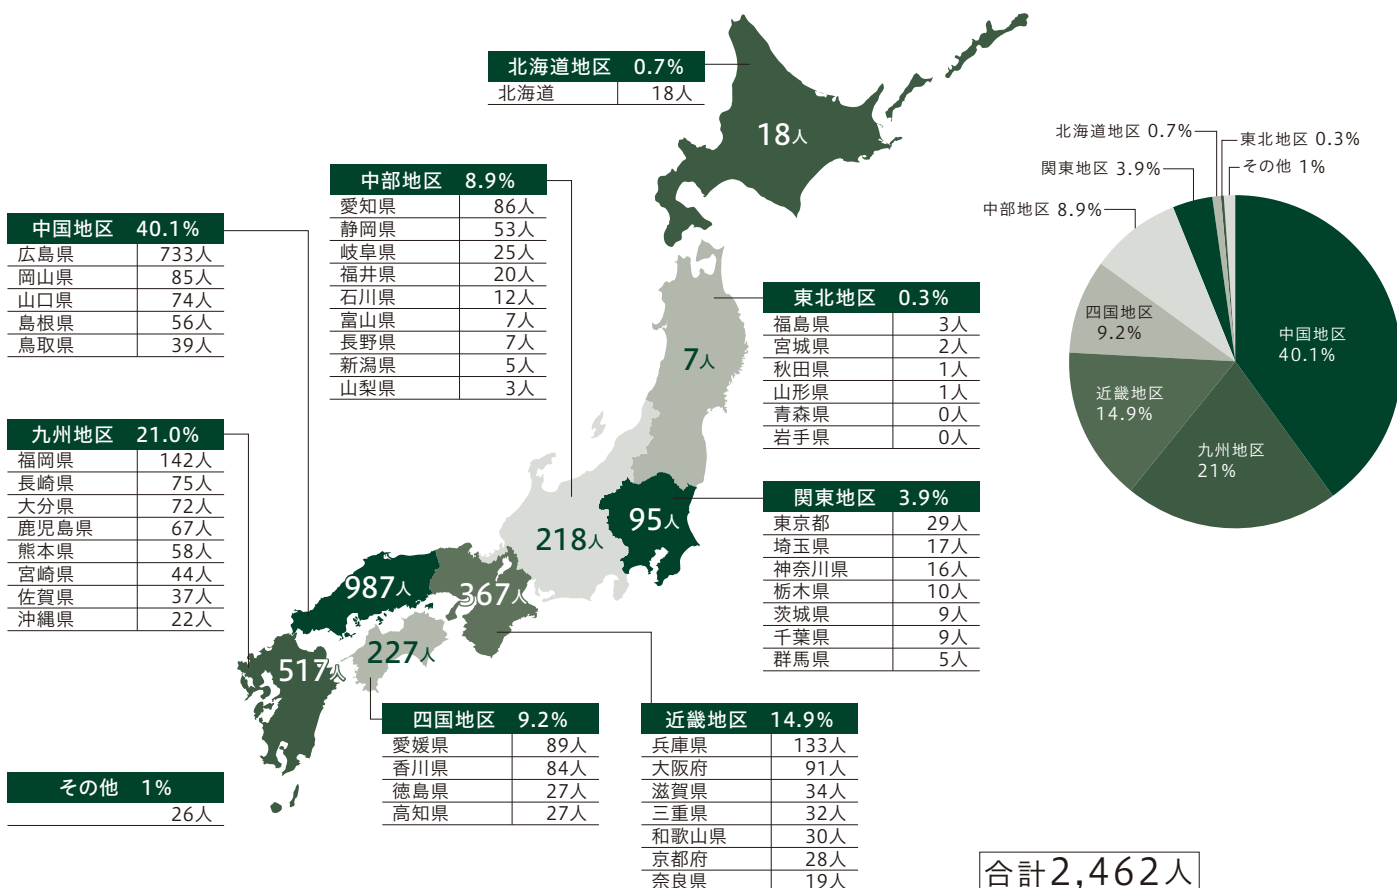 北海道地区 0.7%
北海道 18人
中部地区 8.9%
愛知県 86人
静岡県 53人
岐阜県 25人
福井県 20人
石川県 12人
富山県 7人
長野県 7人
新潟県 5人
山梨県 3人
中国地区 40.1%
広島県 733人
岡山県 85人
山口県 74人
島根県 56人
鳥取県 39人
九州地区 21.0%
福岡県 142人
長崎県 75人
大分県 72人
鹿児島県 67人
熊本県 58人
宮崎県 44人
佐賀県 37人
沖縄県 22人
その他 1%
26人
東北地区 0.3%
福島県 3人
宮城県 2人
秋田県 1人
山形県 1人
青森県 0人
岩手県 0人
関東地区 3.9%
東京都 29人
埼玉県 17人
神奈川県 16人
栃木県 10人
茨城県 9人
千葉県 9人
群馬県 5人
四国地区 9.2%
愛媛県 89人
香川県 84人
徳島県 27人
高知県 27人
近畿地区 14.9%
兵庫県 133人
大阪府 91人
滋賀県 34人
三重県 32人
和歌山県 30人
京都府 28人
奈良県 19人
18人
7人
95人
218人
367人
987人
227人
517人
北海道地区 0.7%
東北地区 0.3%
関東地区 3.9%
その他 1%
中部地区 8.9%
四国地区
9.2%
中国地区
40.1%
近畿地区
14.9%
九州地区
21%
合計2,462人